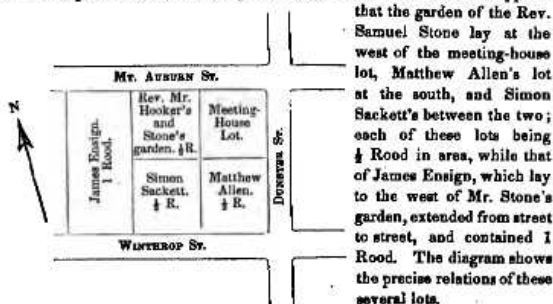 that the garden of the Rev.
Samuel Stone lay at the
west of the meeting-house
lot, Matthew Allen's lot
at the south, and Simon
Sackett's between the two;
each of these lots being
½ Rood in area, while that
of James Ensign, which lay
to the west of Mr. Stone's
garden, extended from street
to street, and contained 1
Rood. The diagram shows
the precise relations of these
several lots.
MT. AUBURN ST.
N
James Ensign.
1 Rood.
Rev. Mr.
Hooker's
and
Stone's
garden. ½R.
Meeting-
House
Lot.
Simon
Sackett.
½ R.
Matthew
Allen.
½ R.
DUNSTER ST.
WINTHROP ST.